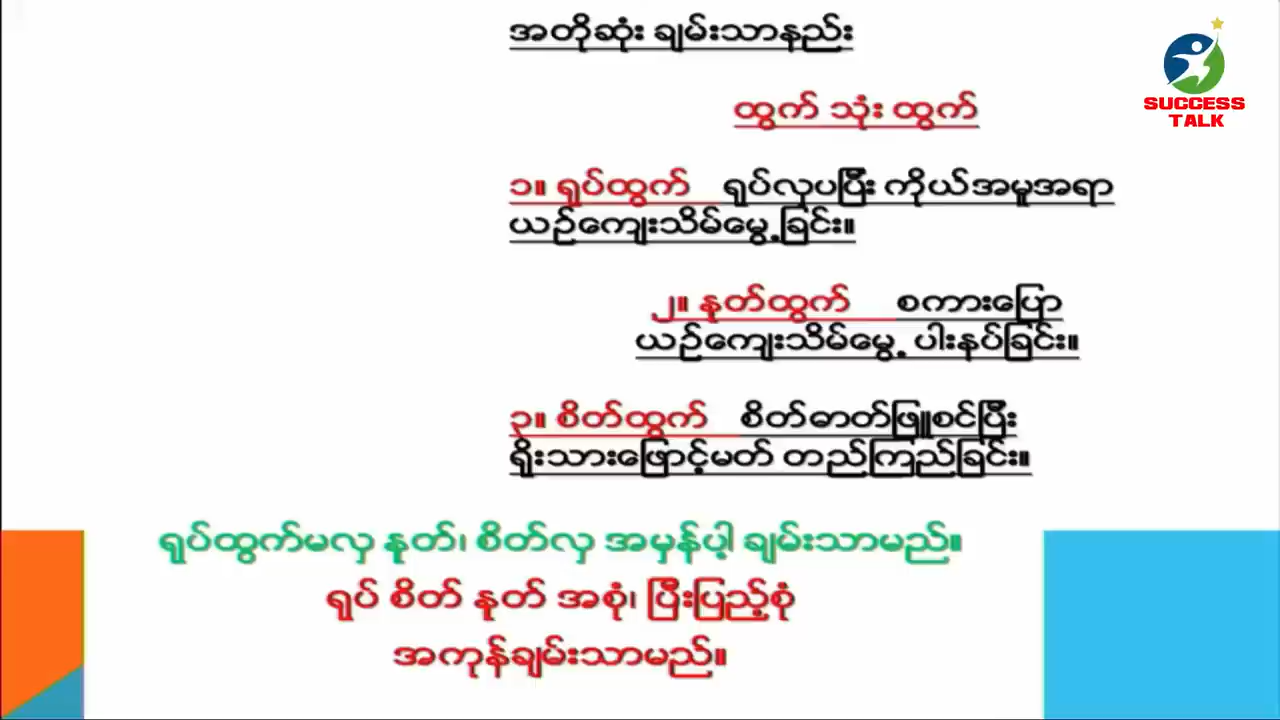 အတိုဆုံး ချမ်းသာနည်း
SUCCESS
TALK
ထွက် သုံး ထွက်
၁။ ရုပ်ထွက် ရုပ်လှပပြီး ကိုယ်အမူအရာ
ယဉ်ကျေးသိမ်မွေ့ခြင်း။
၂။ နှုတ်ထွက် စကားပြော
ယဉ်ကျေးသိမ်မွေ့ ပါးနပ်ခြင်း။
၃။ စိတ်ထွက် စိတ်ဓာတ်ဖြူစင်ပြီး
ရိုးသားဖြောင့်မတ် တည်ကြည်ခြင်း။
ရုပ်ထွက်မလှ နှုတ်၊ စိတ်လှ အမှန်ပါ့ ချမ်းသာမည်။
ရုပ် စိတ် နှုတ် အစုံ၊ ပြီးပြည့်စုံ
အကုန်ချမ်းသာမည်။